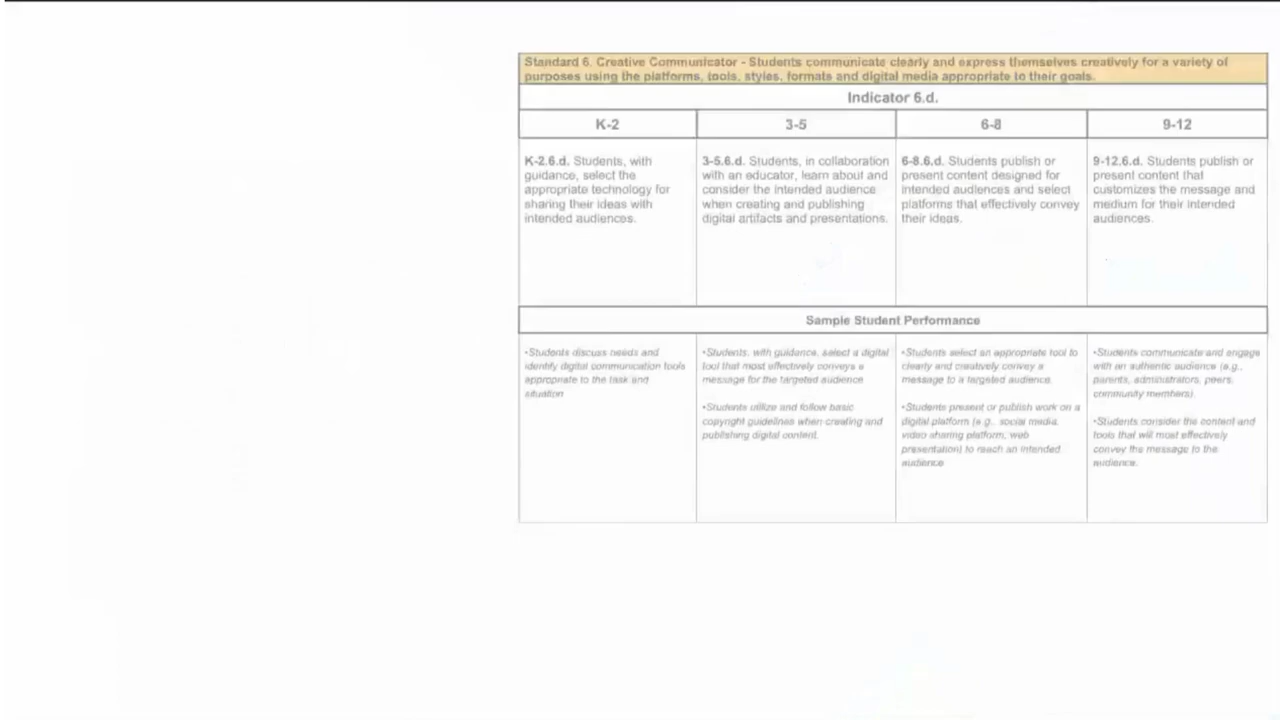 Standard 6. Creative Communicator - Students communicate clearly and express themselves creatively for a variety of
purposes using the platforms, tools, styles, formats and digital media appropriate to their goals.
Indicator 6.d.
K-2
3-5
6-8
9-12
K-2.6.d. Students, with
guidance, select the
appropriate technology for
sharing their ideas with
intended audiences.
3-5.6.d. Students, in collaboration
with an educator, learn about and
consider the intended audience
when creating and publishing
digital artifacts and presentations.
6-8.6.d. Students publish or
present content designed for
intended audiences and select
platforms that effectively convey
their ideas.
9-12.6.d. Students publish or
present content that
customizes the message and
medium for their intended
audiences.
Sample Student Performance
•Students discuss needs and
identify digital communication tools
appropriate to the task and
situation
•Students, with guidance, select a digital
tool that most effectively conveys a
message for the targeted audience
•Students utilize and follow basic
copyright guidelines when creating and
publishing digital content.
•Students select an appropriate tool to
clearly and creatively convey a
message to a targeted audience.
•Students present or publish work on a
digital platform (e.g., social media,
video sharing platform, web
presentation) to reach an intended
audience
•Students communicate and engage
with an authentic audience (e.g.,
parents, administrators, peers,
community members)
•Students consider the content and
tools that will most effectively
convey the message to the
audience.